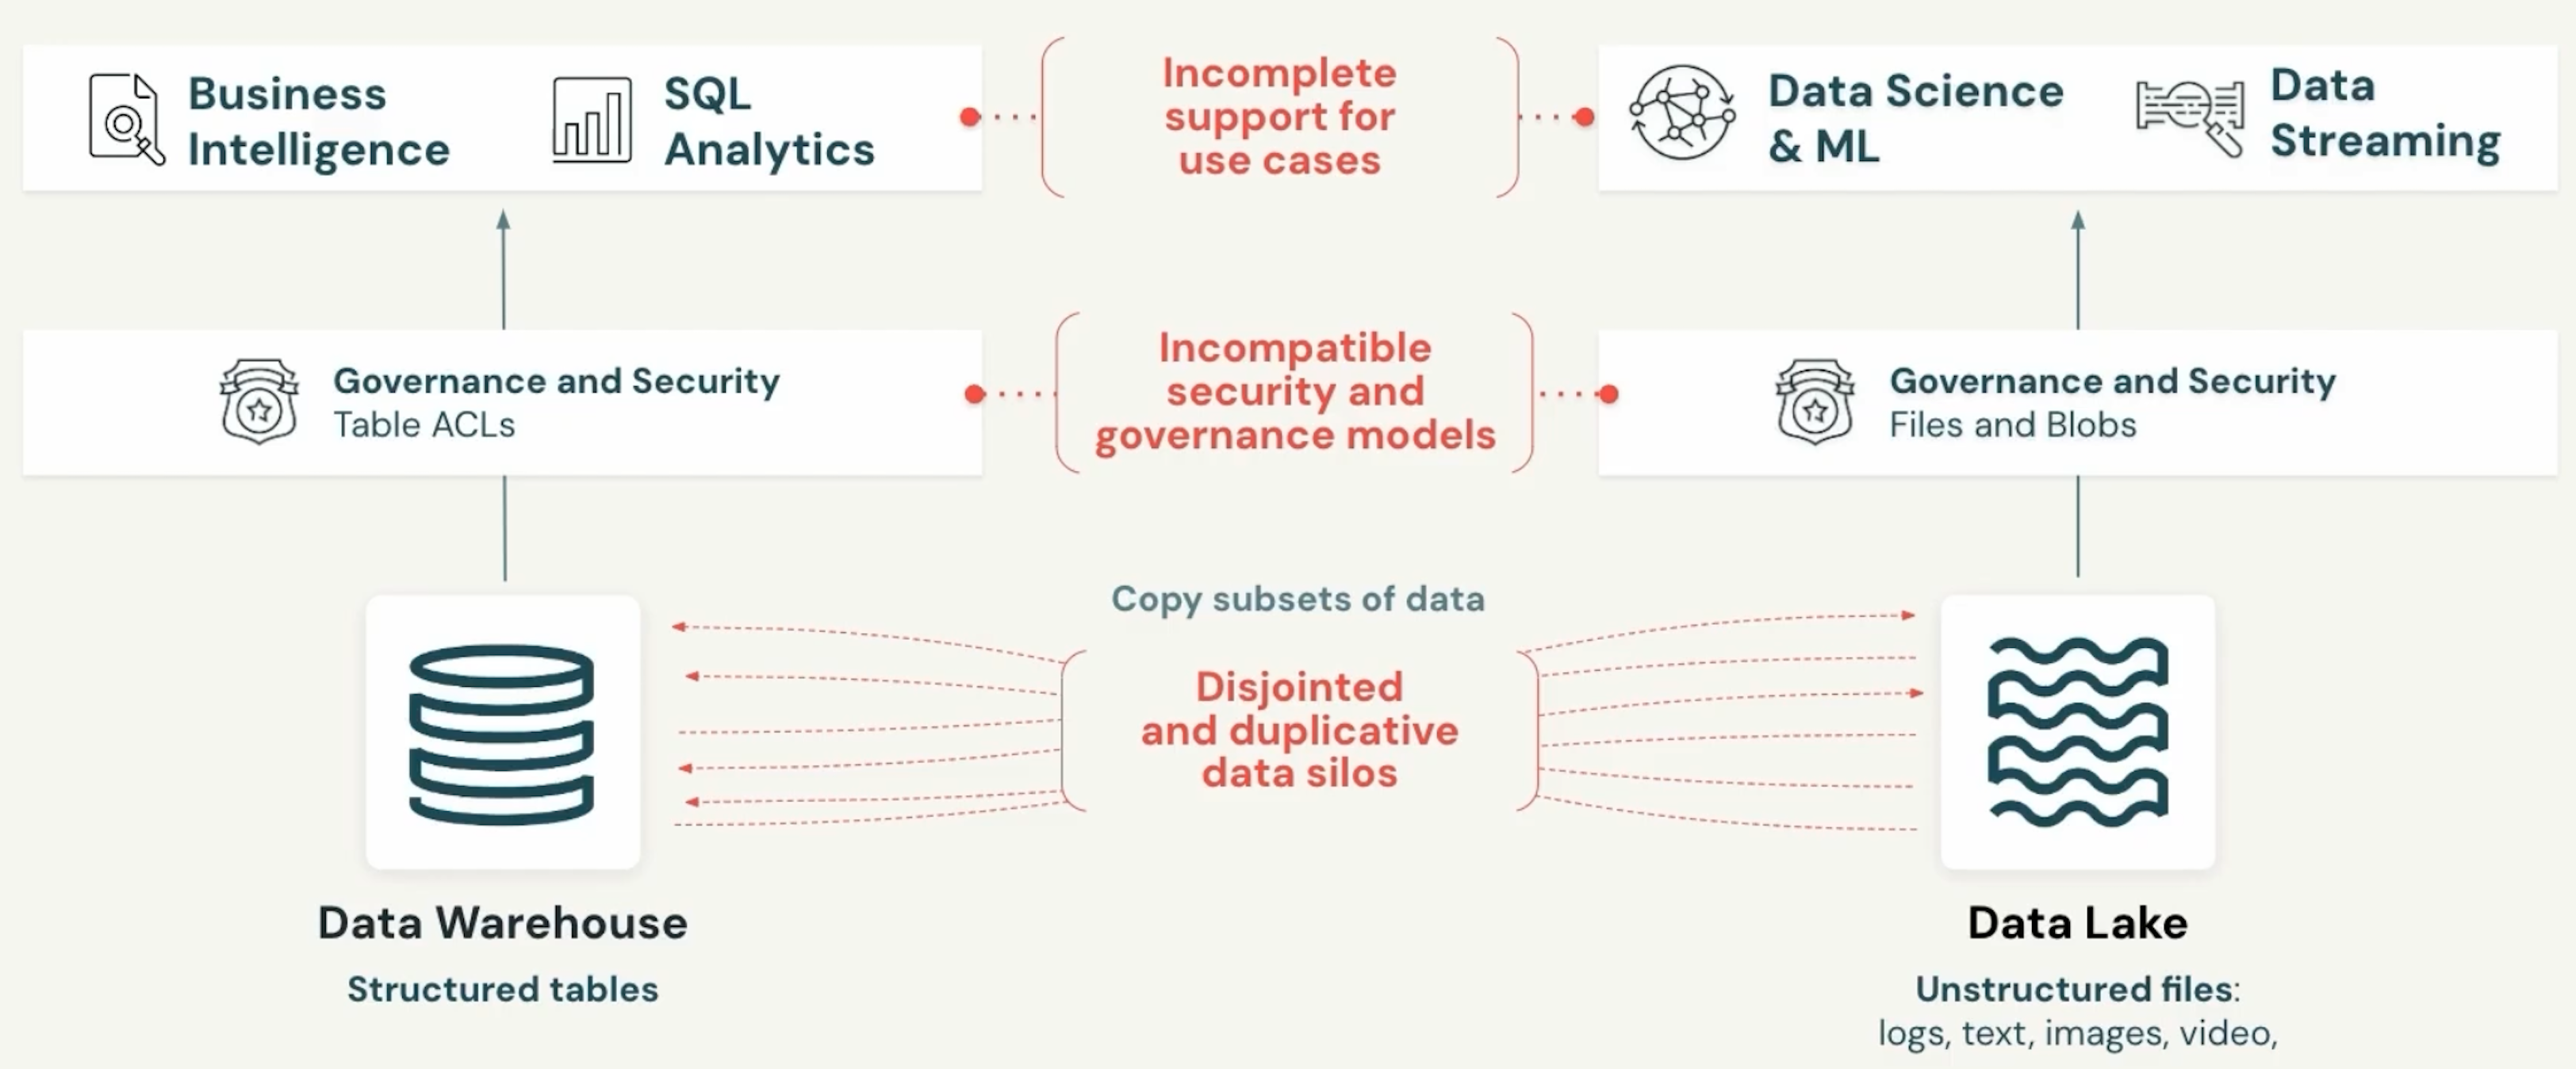 Business
Intelligence
SQL
Analytics
Incomplete
support for
use cases
Data Science
& ML
Data
Streaming
Governance and Security
Table ACLs
Incompatible
security and
governance models
Governance and Security
Files and Blobs
Copy subsets of data
Disjointed
and duplicative
data silos
Data Warehouse
Structured tables
Data Lake
Unstructured files:
logs, text, images, video,